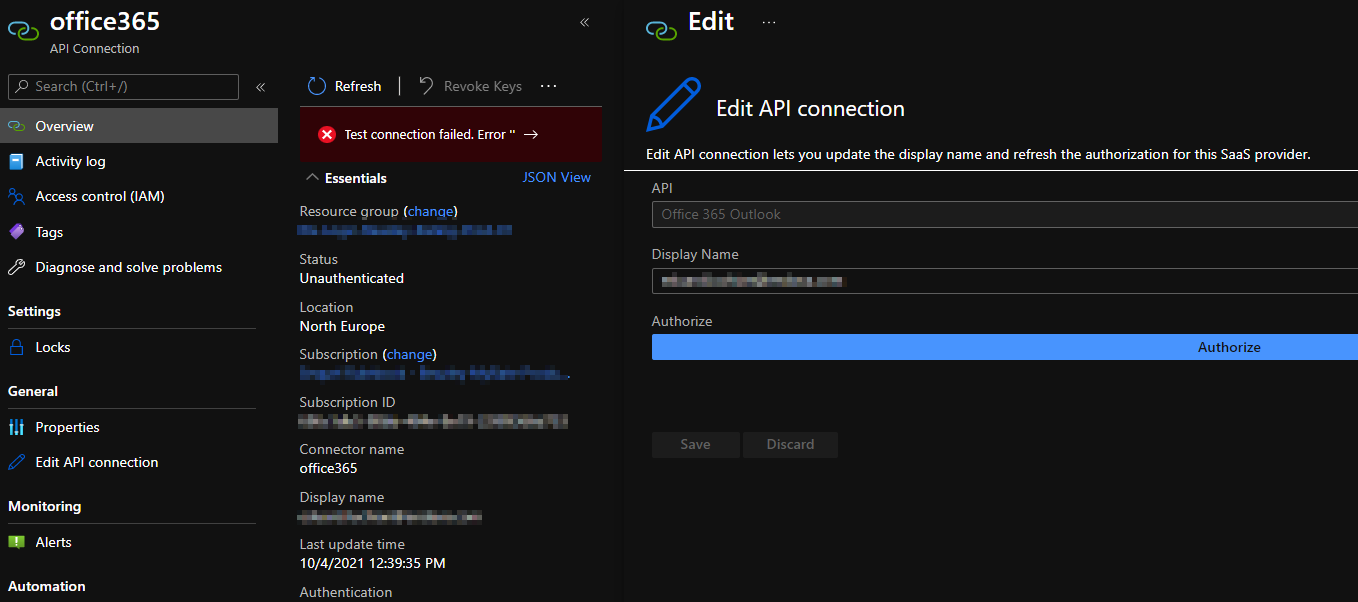 office365
API Connection
«
Search (Ctrl+/)
«
Overview
Activity log
Access control (IAM)
Tags
Diagnose and solve problems
Settings
Locks
General
Properties
Edit API connection
Monitoring
Alerts
Automation
Refresh
Revoke Keys
···
Test connection failed. Error '' →
Essentials
JSON View
Resource group (change)
Status
Unauthenticated
Location
North Europe
Subscription (change)
Subscription ID
Connector name
office365
Display name
Last update time
10/4/2021 12:39:35 PM
Authentication
Edit ···
Edit API connection
Edit API connection lets you update the display name and refresh the authorization for this SaaS provider.
API
Office 365 Outlook
Display Name
Authorize
Authorize
Save
Discard